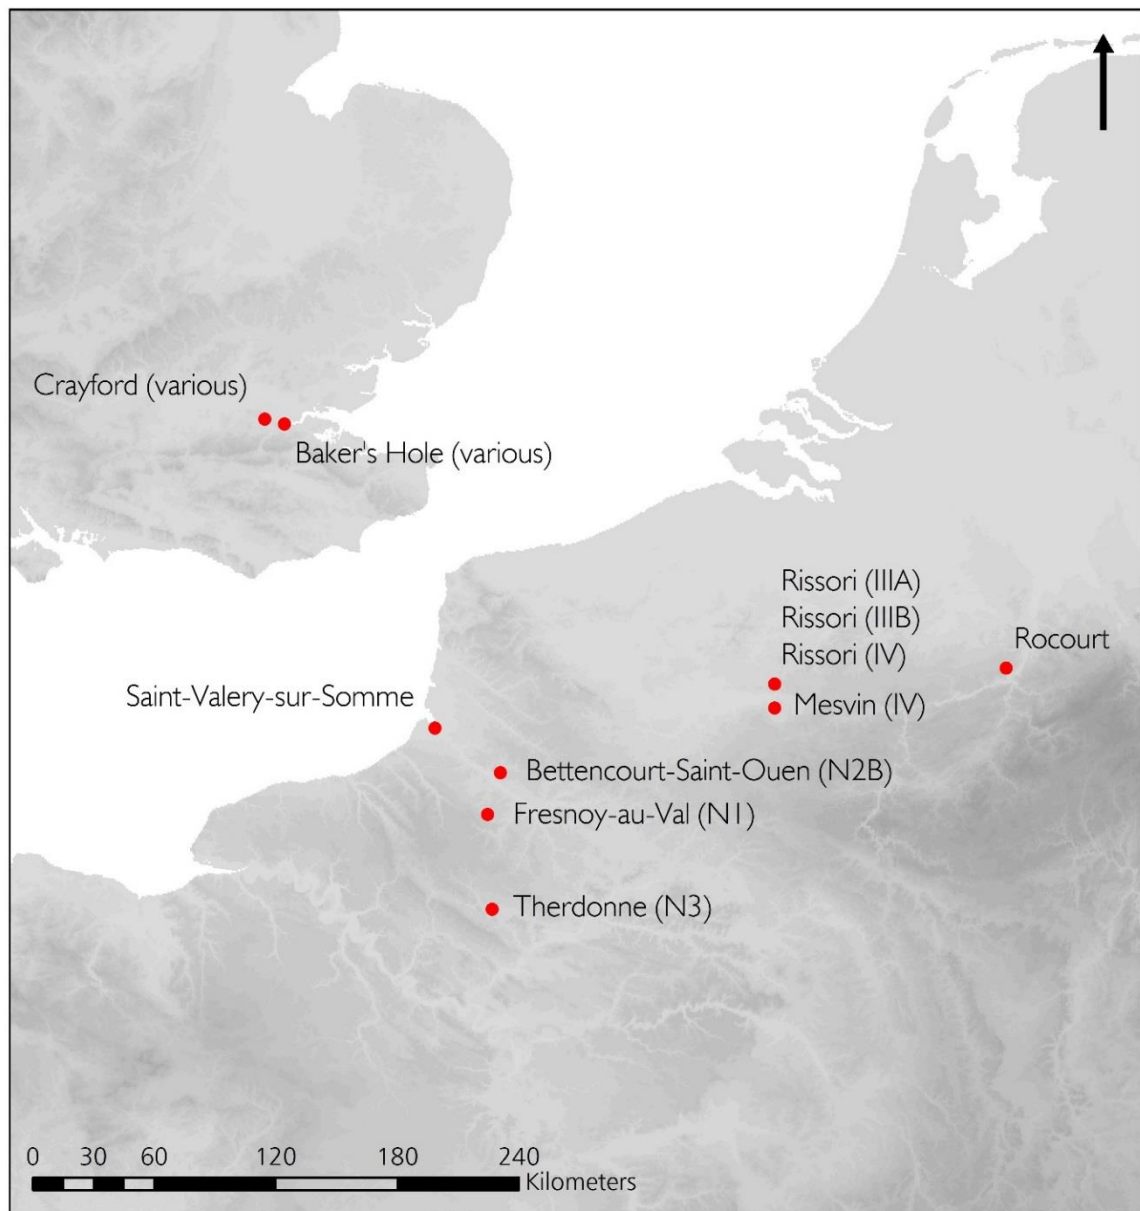 Crayford (various)
Baker's Hole (various)
Rissori (IIIA)
Rissori (IIIB)
Rissori (IV)
Rocourt
Mesvin (IV)
Saint-Valery-sur-Somme
Bettencourt-Saint-Ouen (N2B)
Fresnoy-au-Val (N1)
Therdonne (N3)
0 30 60 120 180 240
Kilometers